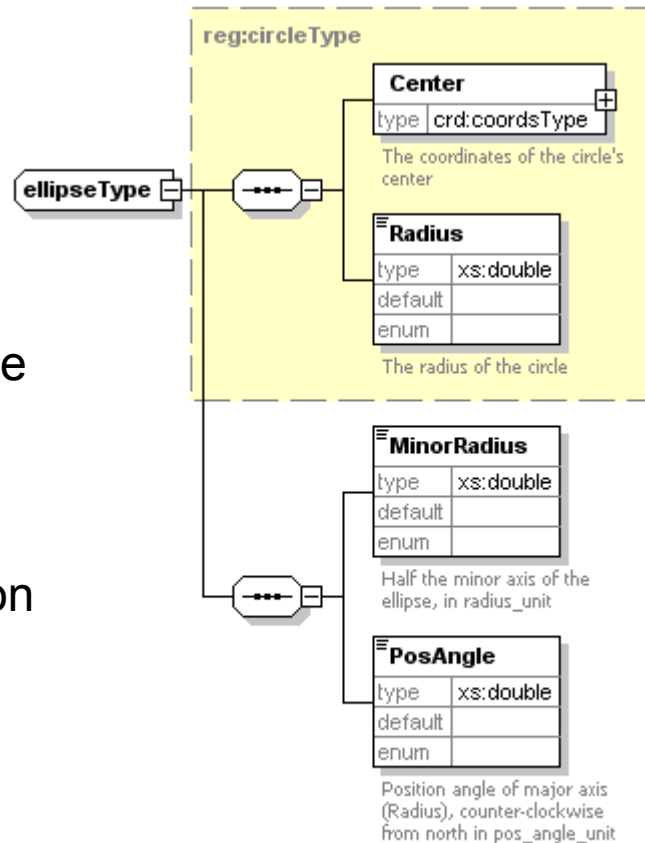 reg:circleType
Center
type crd:coordsType
The coordinates of the circle's
center
ellipseType
Radius
type xs:double
default
enum
The radius of the circle
e
MinorRadius
type xs:double
default
enum
Half the minor axis of the
ellipse, in radius_unit
on
PosAngle
type xs:double
default
enum
Position angle of major axis
(Radius), counter-clockwise
from north in pos_angle_unit